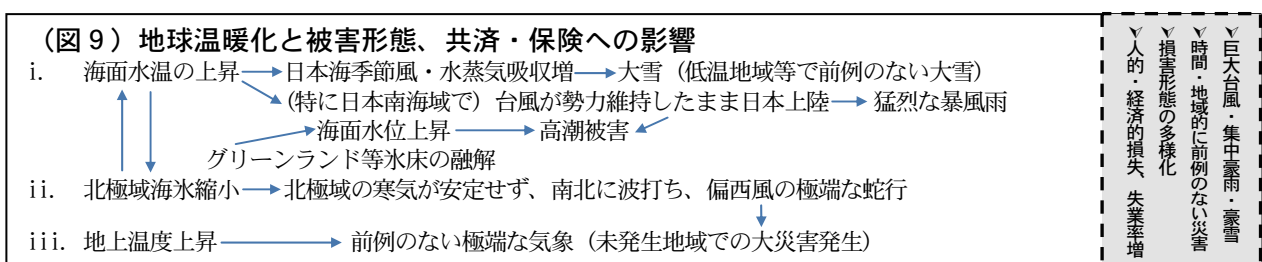 （図９）地球温暖化と被害形態、共済・保険への影響
i. 海面水温の上昇→日本海季節風・水蒸気吸収増→大雪（低温地域等で前例のない大雪）
（特に日本南海域で）台風が勢力維持したまま日本上陸→猛烈な暴風雨
海面水位上昇→高潮被害
グリーンランド等氷床の融解
ii. 北極域海氷縮小→北極域の寒気が安定せず、南北に波打ち、偏西風の極端な蛇行
iii. 地上温度上昇→前例のない極端な気象（未発生地域での大災害発生）
巨大台風・集中豪雨・豪雪
時間・地域的に前例のない災害
損害形態の多様化
人的・経済的損失、失業率増